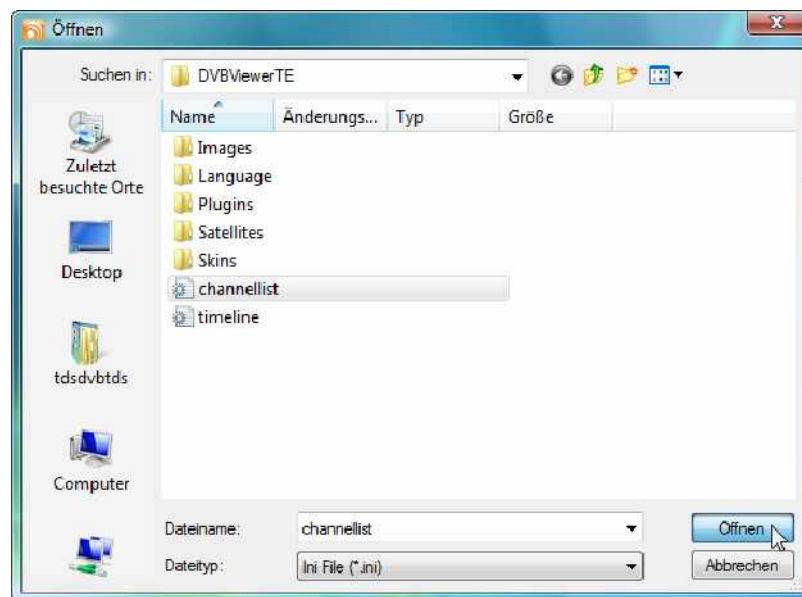 Öffnen
Suchen in:
DVBViewerTE
Name
Änderungs...
Typ
Größe
Zuletzt
besuchte Orte
Desktop
tdsdvbtds
Computer
Images
Language
Plugins
Satellites
Skins
channellist
timeline
Dateiname:
channellist
Öffnen
Dateityp:
Ini File (*.ini)
Abbrechen